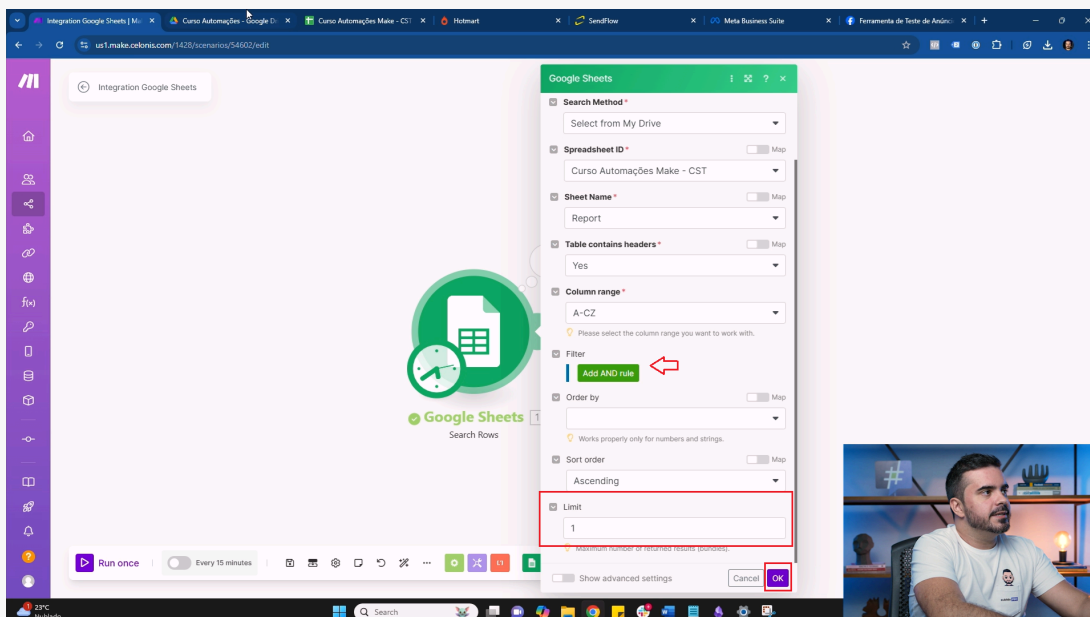 Integration Google Sheets | Ma
Curso Automações - Google Dr
Curso Automações Make - CST
Hotmart
SendFlow
Meta Business Suite
Ferramenta de Teste de Anúnci
us1.make.celonis.com/1428/scenarios/54602/edit
Integration Google Sheets
Google Sheets
Search Method *
Select from My Drive
Spreadsheet ID *
Map
Curso Automações Make - CST
Sheet Name *
Map
Report
Table contains headers *
Map
Yes
Column range *
A-CZ
Please select the column range you want to work with.
Filter
Add AND rule
Order by
Map
Works properly only for numbers and strings.
Sort order
Map
Ascending
Limit
1
Maximum number of returned results (bundles).
Show advanced settings
Cancel
OK
Google Sheets
1
Search Rows
Run once
Every 15 minutes
23°C
Nublado
Search